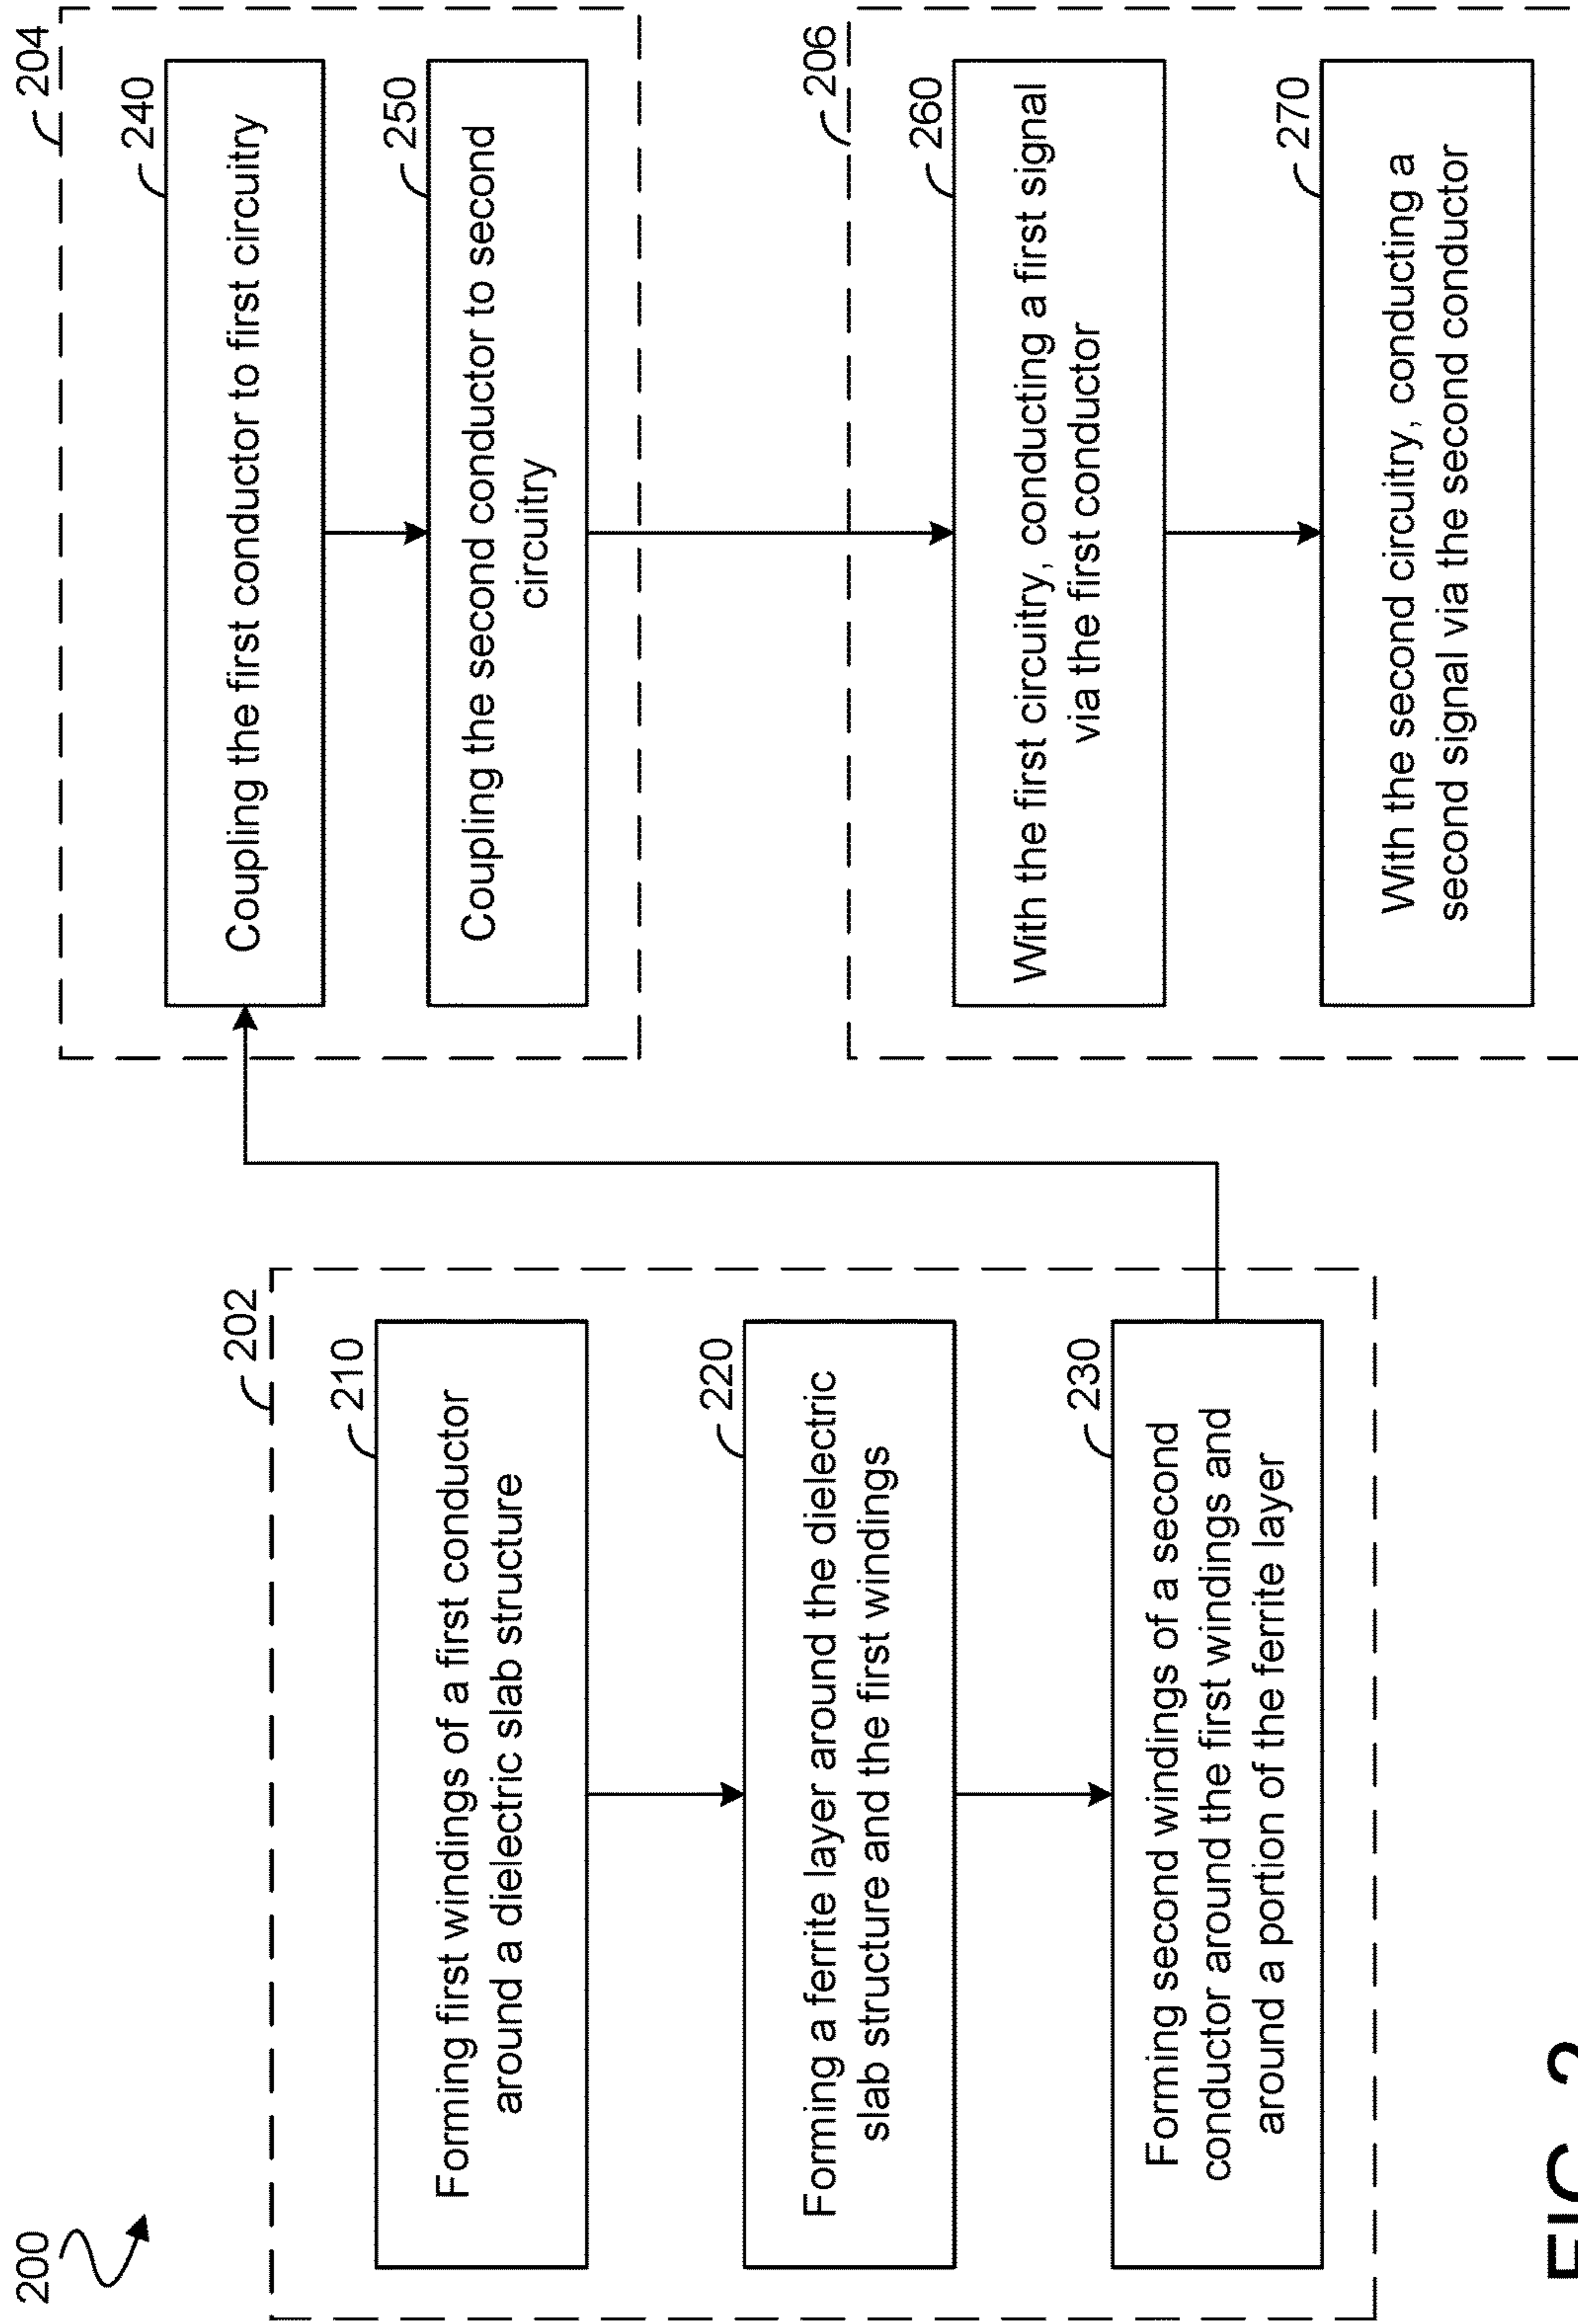 200
202
210
Forming first windings of a first conductor
around a dielectric slab structure
220
Forming a ferrite layer around the dielectric
slab structure and the first windings
230
Forming second windings of a second
conductor around the first windings and
around a portion of the ferrite layer
204
240
Coupling the first conductor to first circuitry
250
Coupling the second conductor to second
circuitry
206
260
With the first circuitry, conducting a first signal
via the first conductor
270
With the second circuitry, conducting a
second signal via the second conductor
FIG. 2